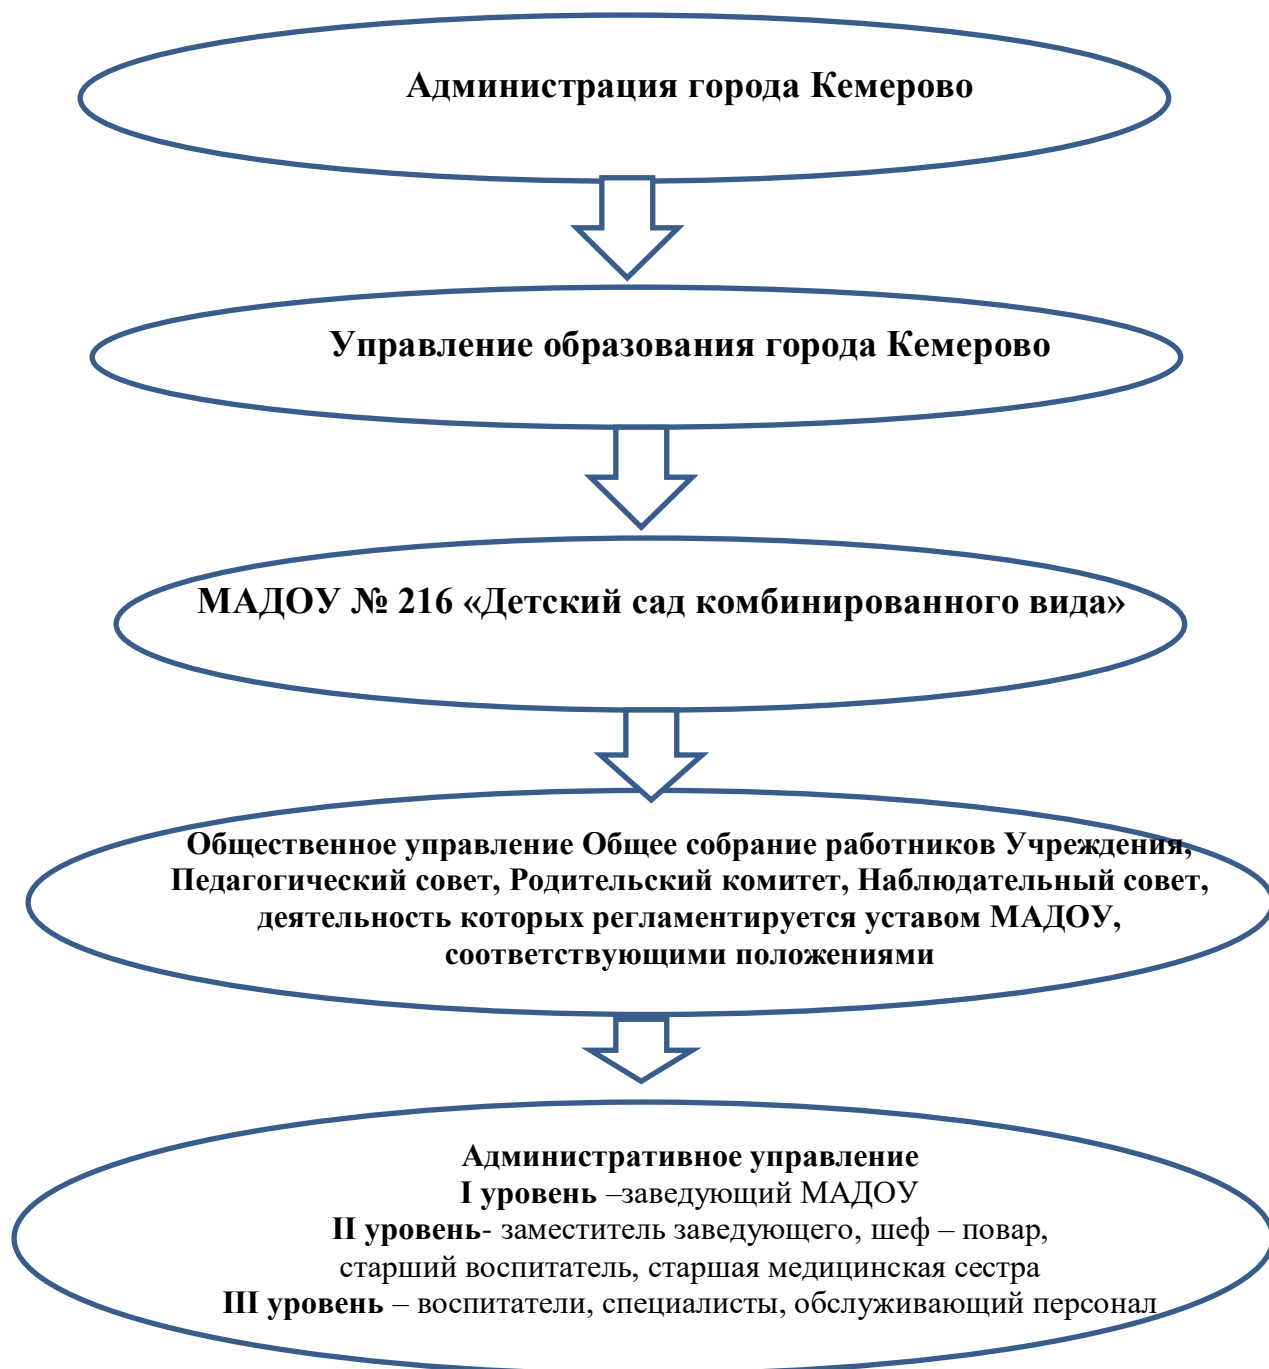 Администрация города Кемерово
Управление образования города Кемерово
МАДОУ № 216 «Детский сад комбинированного вида»
Общественное управление Общее собрание работников Учреждения,
Педагогический совет, Родительский комитет, Наблюдательный совет,
деятельность которых регламентируется уставом МАДОУ,
соответствующими положениями
Административное управление
I уровень –заведующий МАДОУ
II уровень- заместитель заведующего, шеф – повар,
старший воспитатель, старшая медицинская сестра
III уровень – воспитатели, специалисты, обслуживающий персонал